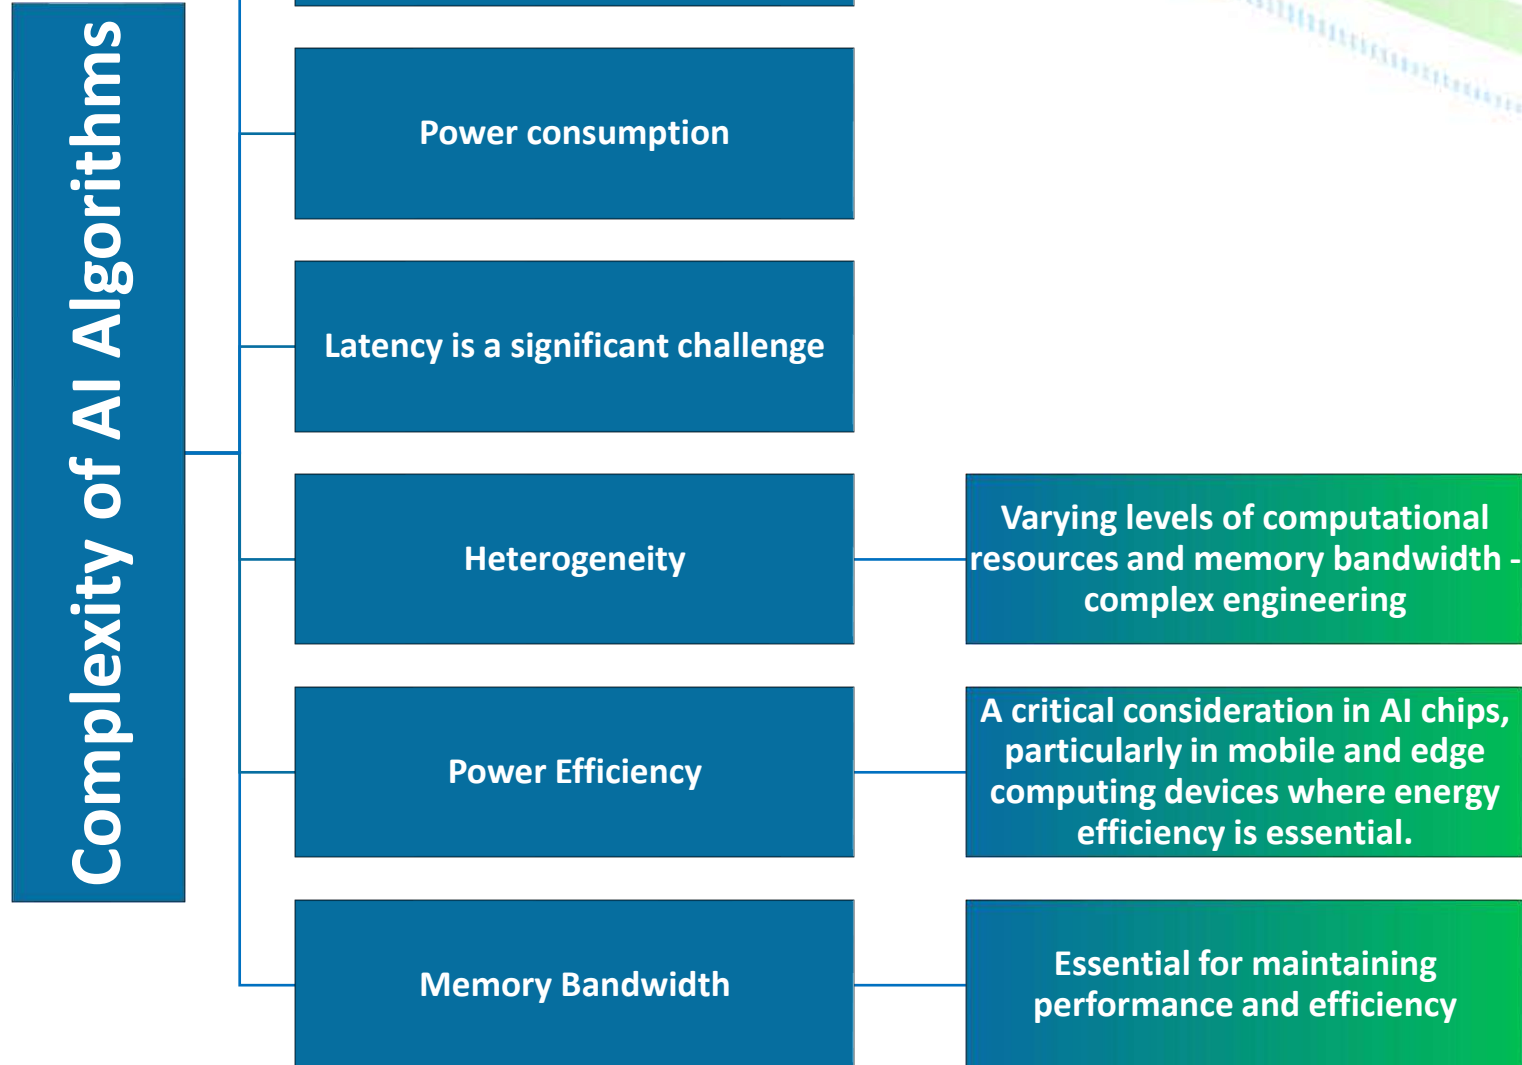 Complexity of AI Algorithms
Power consumption
Latency is a significant challenge
Heterogeneity
Varying levels of computational
resources and memory bandwidth -
complex engineering
Power Efficiency
A critical consideration in AI chips,
particularly in mobile and edge
computing devices where energy
efficiency is essential.
Memory Bandwidth
Essential for maintaining
performance and efficiency